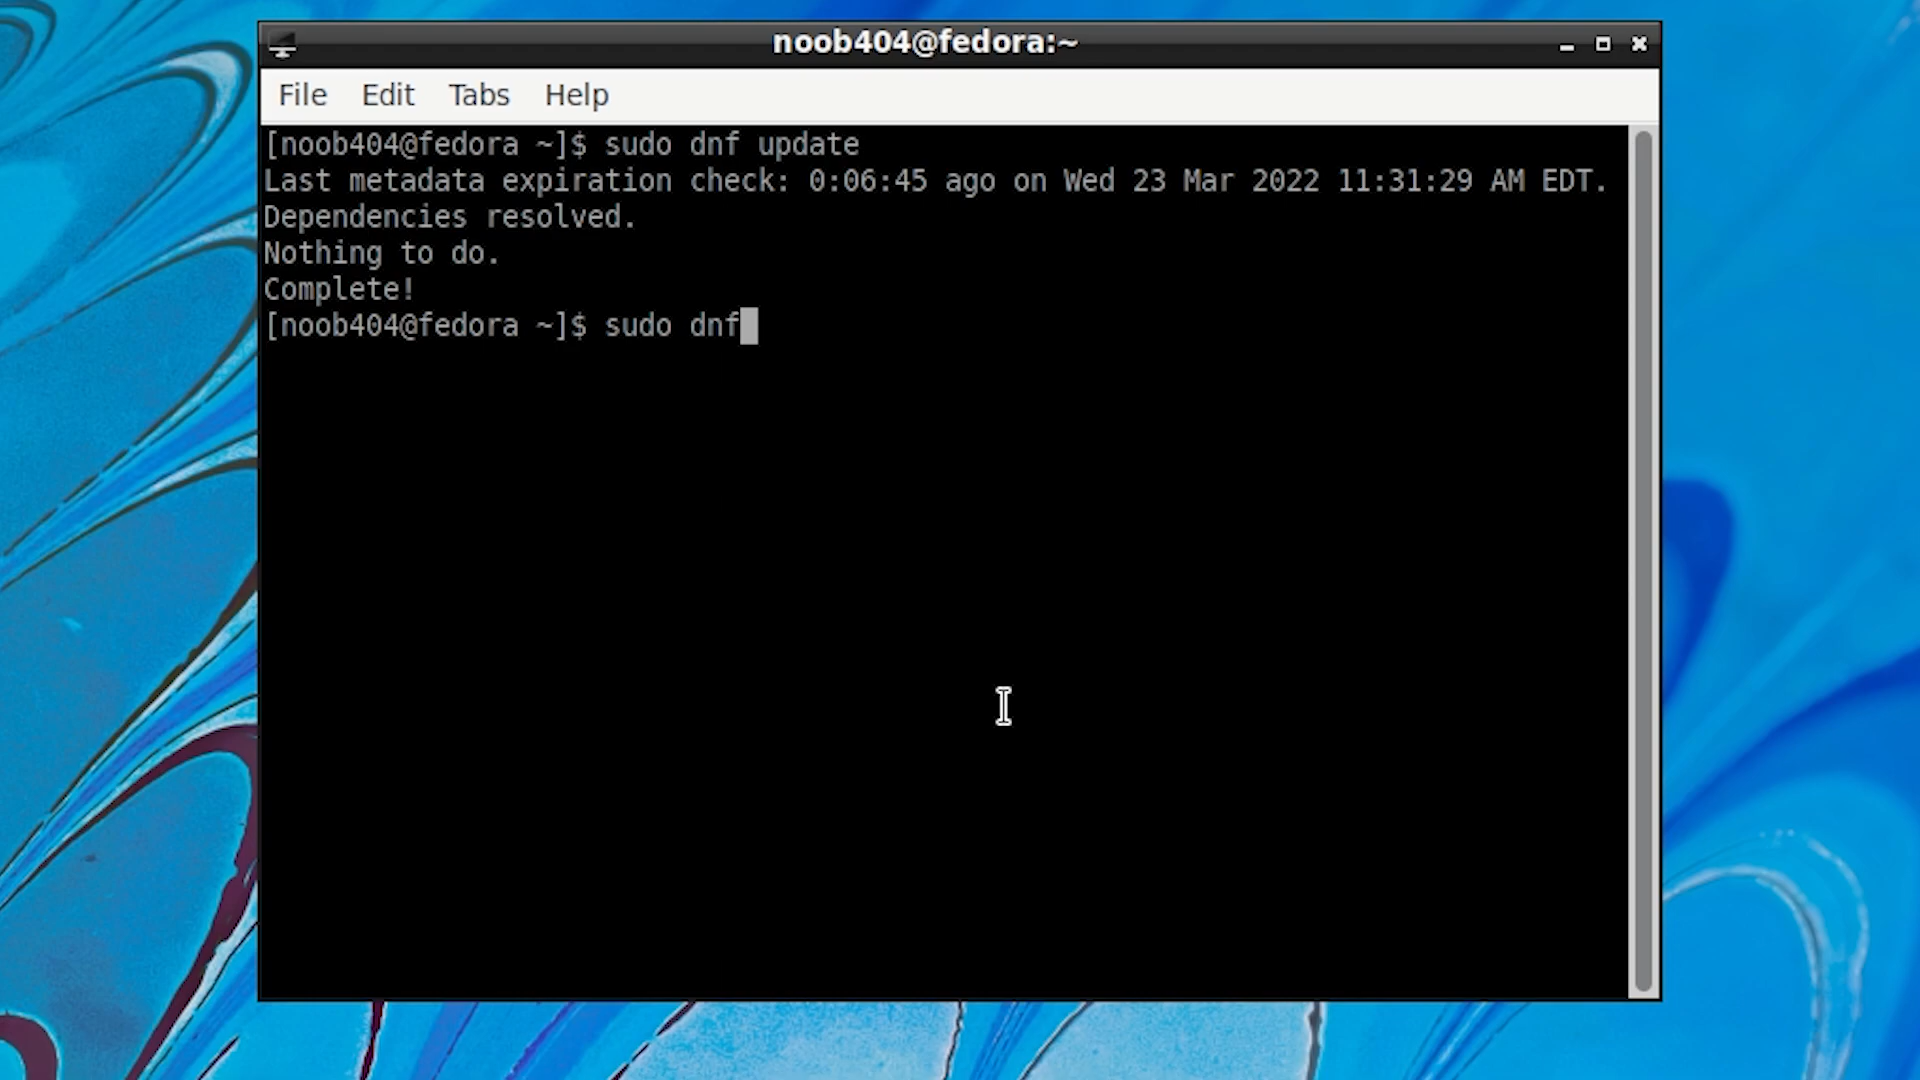 noob404@fedora:~
File Edit Tabs Help
[noob404@fedora ~]$ sudo dnf update
Last metadata expiration check: 0:06:45 ago on Wed 23 Mar 2022 11:31:29 AM EDT.
Dependencies resolved.
Nothing to do.
Complete!
[noob404@fedora ~]$ sudo dnf